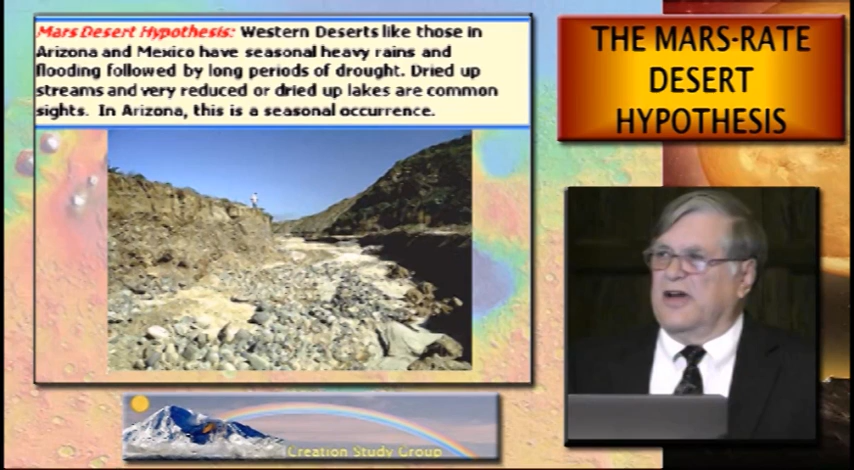 Mars Desert Hypothesis: Western Deserts like those in
Arizona and Mexico have seasonal heavy rains and
flooding followed by long periods of drought. Dried up
streams and very reduced or dried up lakes are common
sights. In Arizona, this is a seasonal occurrence.
THE MARS-RATE
DESERT
HYPOTHESIS
Creation Study Group